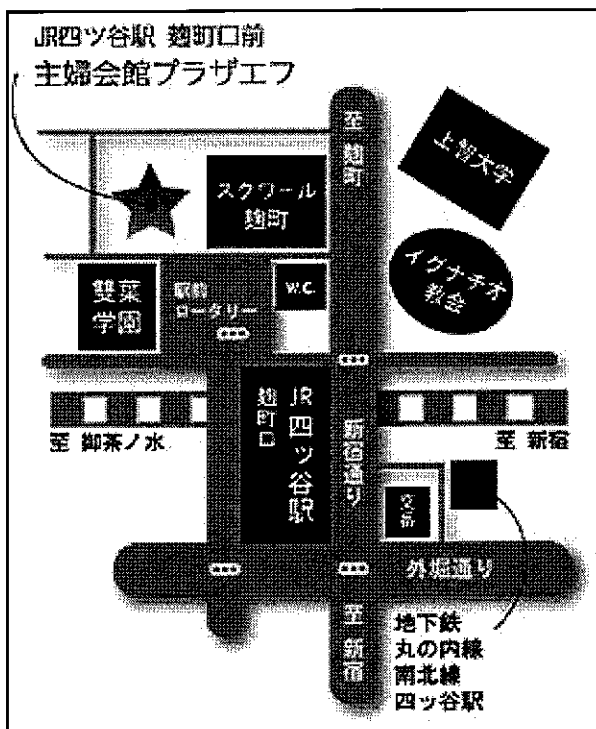 JR四ツ谷駅 麹町口前
主婦会館プラザエフ
至 麹町
上智大学
スクワール
麹町
イグナチオ
教会
雙葉
学園
駅前
ロータリー
W.C.
麹町口
JR四ツ谷駅
新宿通り
至 御茶ノ水
至 新宿
交番
外堀通り
至 新宿
地下鉄
丸の内線
南北線
四ッ谷駅